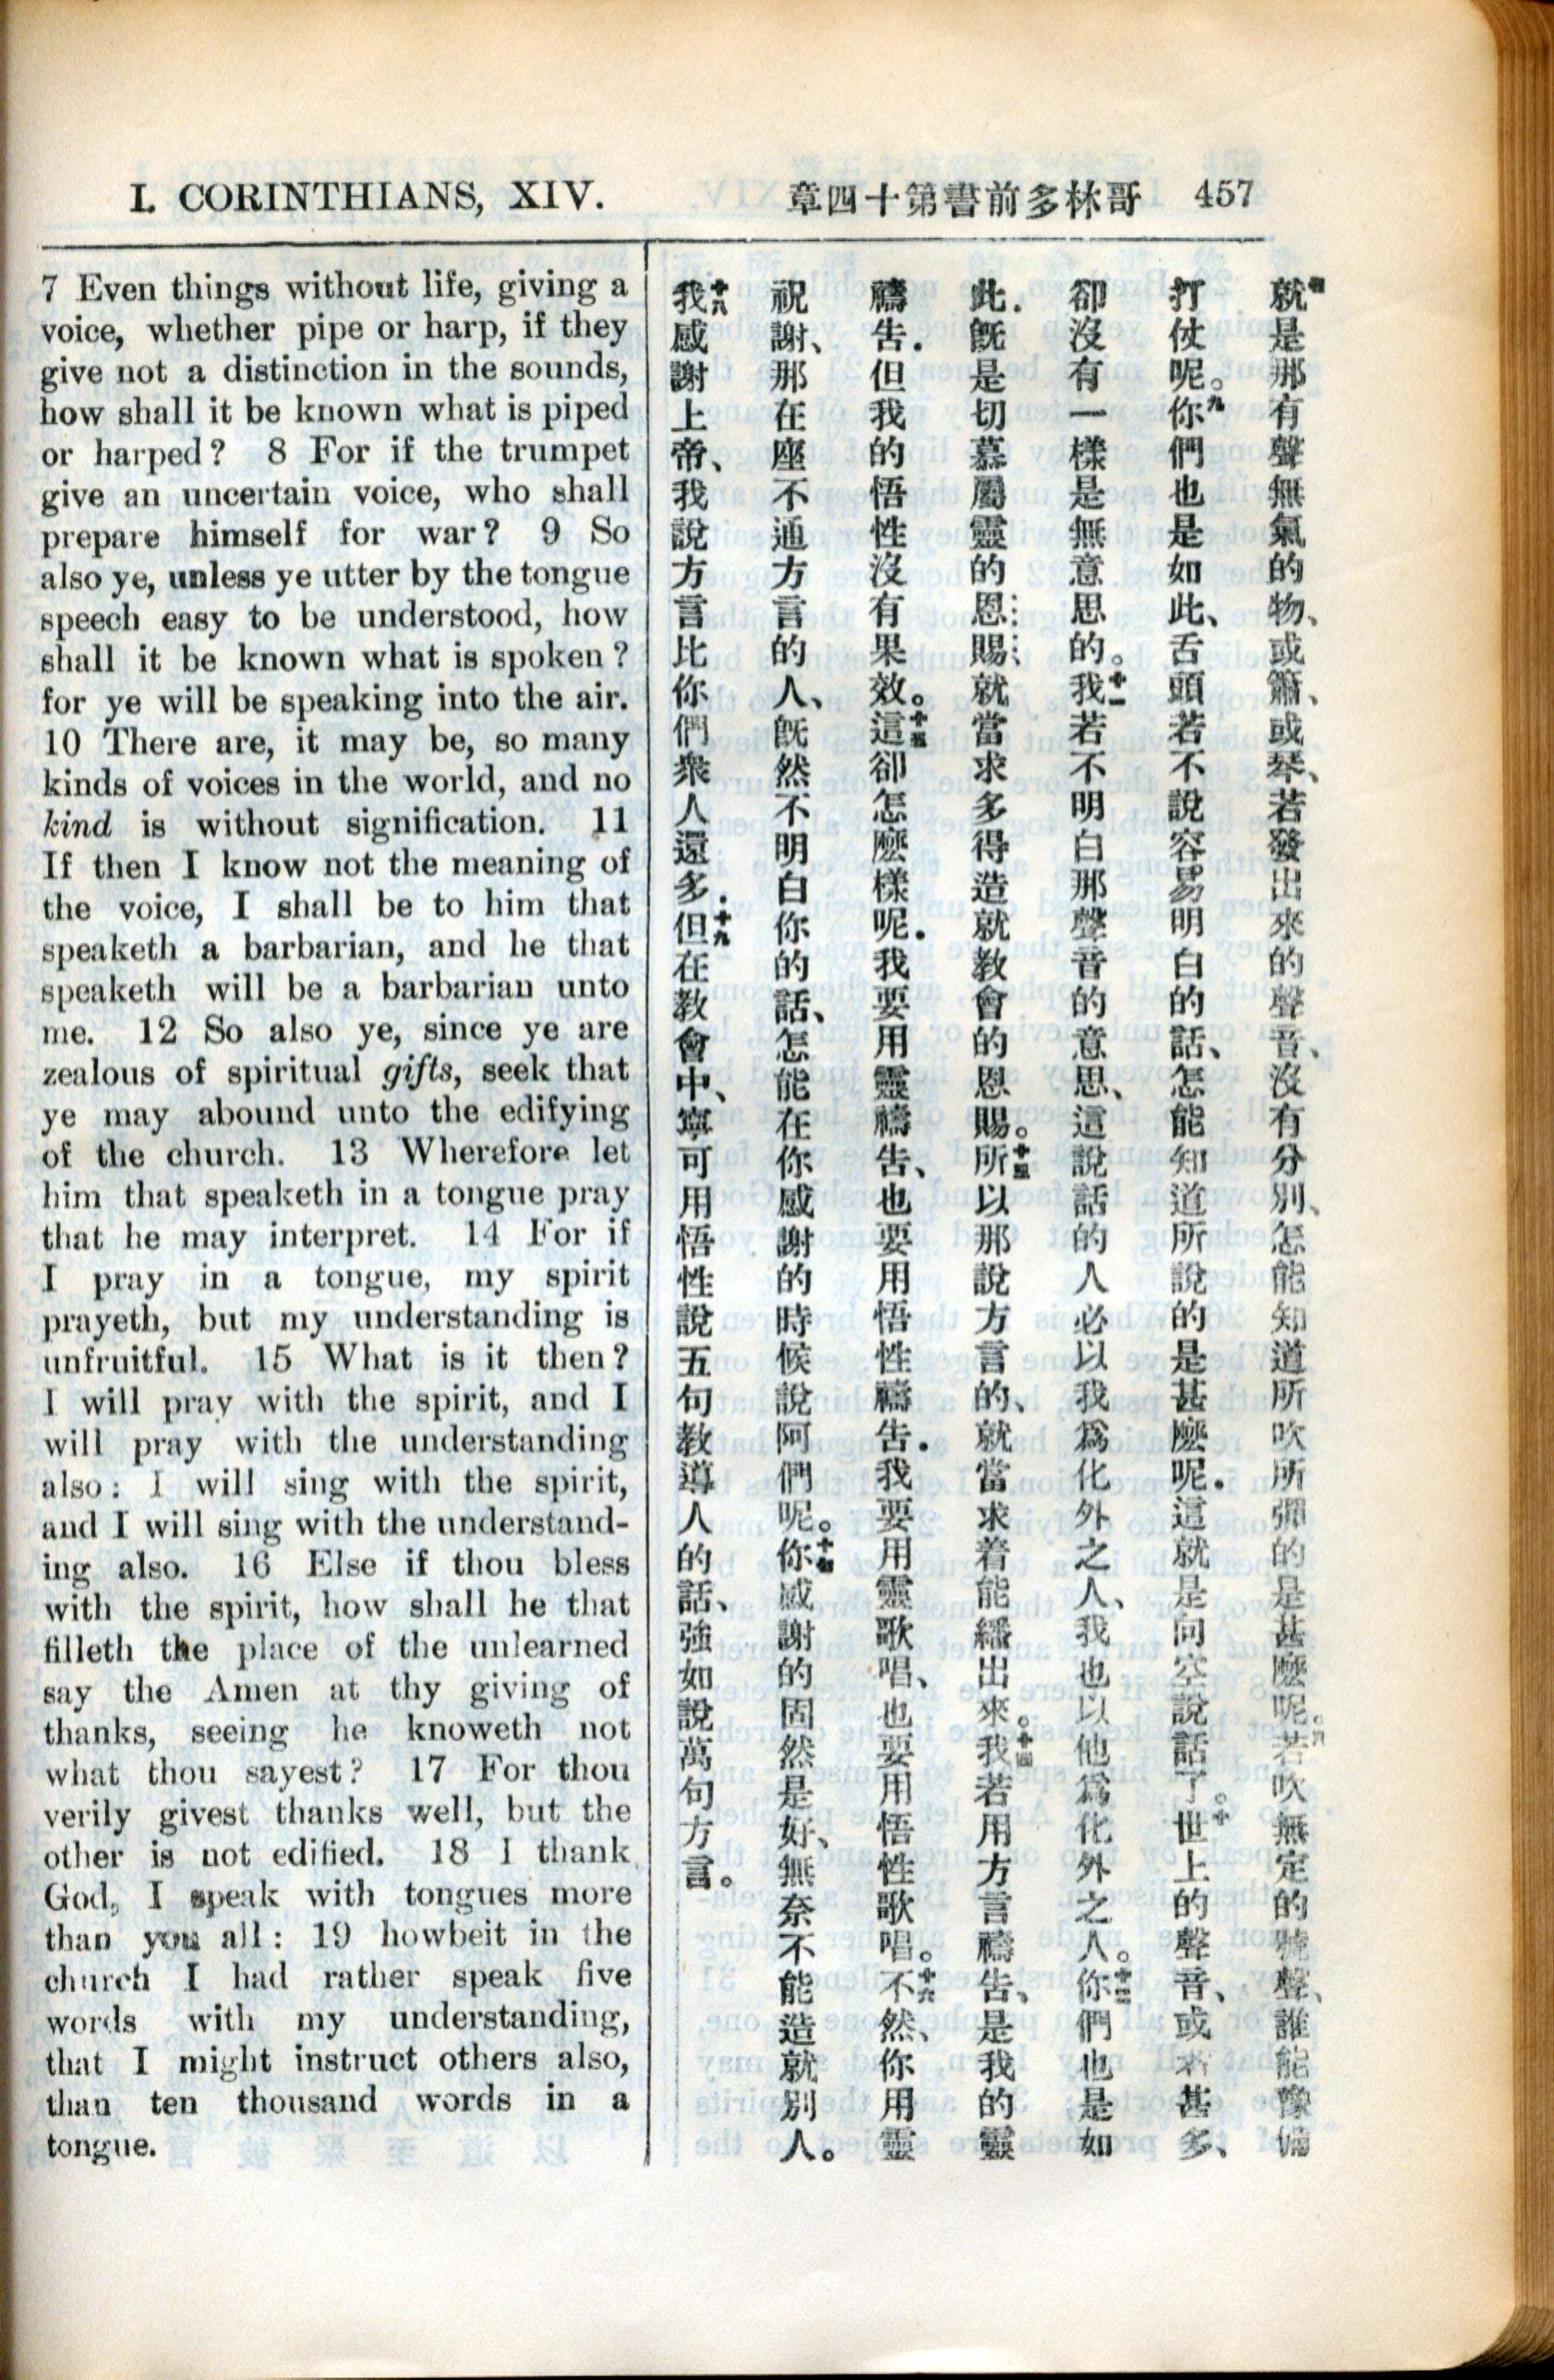 I. CORINTHIANS, XIV.
章四十第書前多林哥 457
7 Even things without life, giving a
voice, whether pipe or harp, if they
give not a distinction in the sounds,
how shall it be known what is piped
or harped? 8 For if the trumpet
give an uncertain voice, who shall
prepare himself for war? 9 So
also ye, unless ye utter by the tongue
speech easy to be understood, how
shall it be known what is spoken?
for ye will be speaking into the air.
10 There are, it may be, so many
kinds of voices in the world, and no
kind is without signification. 11
If then I know not the meaning of
the voice, I shall be to him that
speaketh a barbarian, and he that
speaketh will be a barbarian unto
me. 12 So also ye, since ye are
zealous of spiritual gifts, seek that
ye may abound unto the edifying
of the church. 13 Wherefore let
him that speaketh in a tongue pray
that he may interpret. 14 For if
I pray in a tongue, my spirit
prayeth, but my understanding is
unfruitful. 15 What is it then?
I will pray with the spirit, and I
will pray with the understanding
also: I will sing with the spirit,
and I will sing with the understand-
ing also. 16 Else if thou bless
with the spirit, how shall he that
filleth the place of the unlearned
say the Amen at thy giving of
thanks, seeing he knoweth not
what thou sayest? 17 For thou
verily givest thanks well, but the
other is not edified. 18 I thank
God, I speak with tongues more
than you all: 19 howbeit in the
church I had rather speak five
words with my understanding,
that I might instruct others also,
than ten thousand words in a
tongue.
七就是那有聲無氣的物、或簫、或琴、若發出來的聲音、沒有分別、怎能知道所吹所彈的是甚麼呢。八若吹無定的號聲、誰能豫備
打仗呢。九你們也是如此、舌頭若不說容易明白的話、怎能知道所說的是甚麼呢．這就是向空說話了。十世上的聲音、或者甚多、
卻沒有一樣是無意思的。十一我若不明白那聲音的意思、這說話的人必以我爲化外之人、我也以他爲化外之人。十二你們也是如
此．既是切慕屬靈的恩賜、就當求多得造就教會的恩賜。十三所以那說方言的、就當求着能繙出來。十四我若用方言禱告、是我的靈
禱告．但我的悟性沒有果效。十五這卻怎麼樣呢．我要用靈禱告、也要用悟性禱告．我要用靈歌唱、也要用悟性歌唱。十六不然、你用靈
祝謝、那在座不通方言的人、既然不明白你的話、怎能在你感謝的時候說阿們呢。十七你感謝的固然是好、無奈不能造就別人。
十八我感謝上帝、我說方言比你們衆人還多．十九但在教會中、寧可用悟性說五句教導人的話、強如說萬句方言。